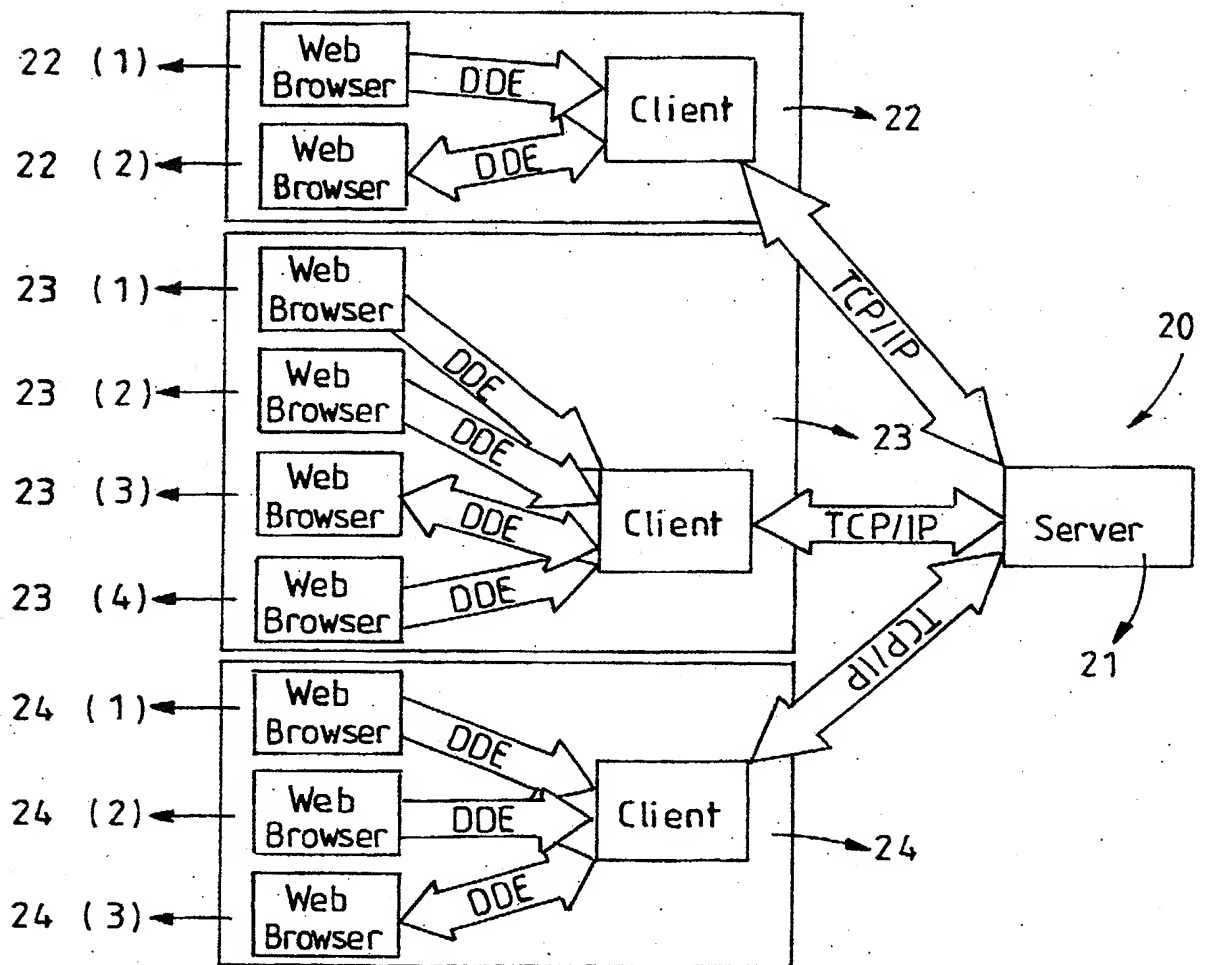 22 (1)
Web
Browser
DDE
Client
22
22 (2)
Web
Browser
DDE
TCP/IP
23 (1)
Web
Browser
DDE
20
23 (2)
Web
Browser
DDE
23
23 (3)
Web
Browser
DDE
Client
TCP/IP
Server
23 (4)
Web
Browser
DDE
TCP/IP
21
24 (1)
Web
Browser
DDE
24 (2)
Web
Browser
DDE
Client
24
24 (3)
Web
Browser
DDE